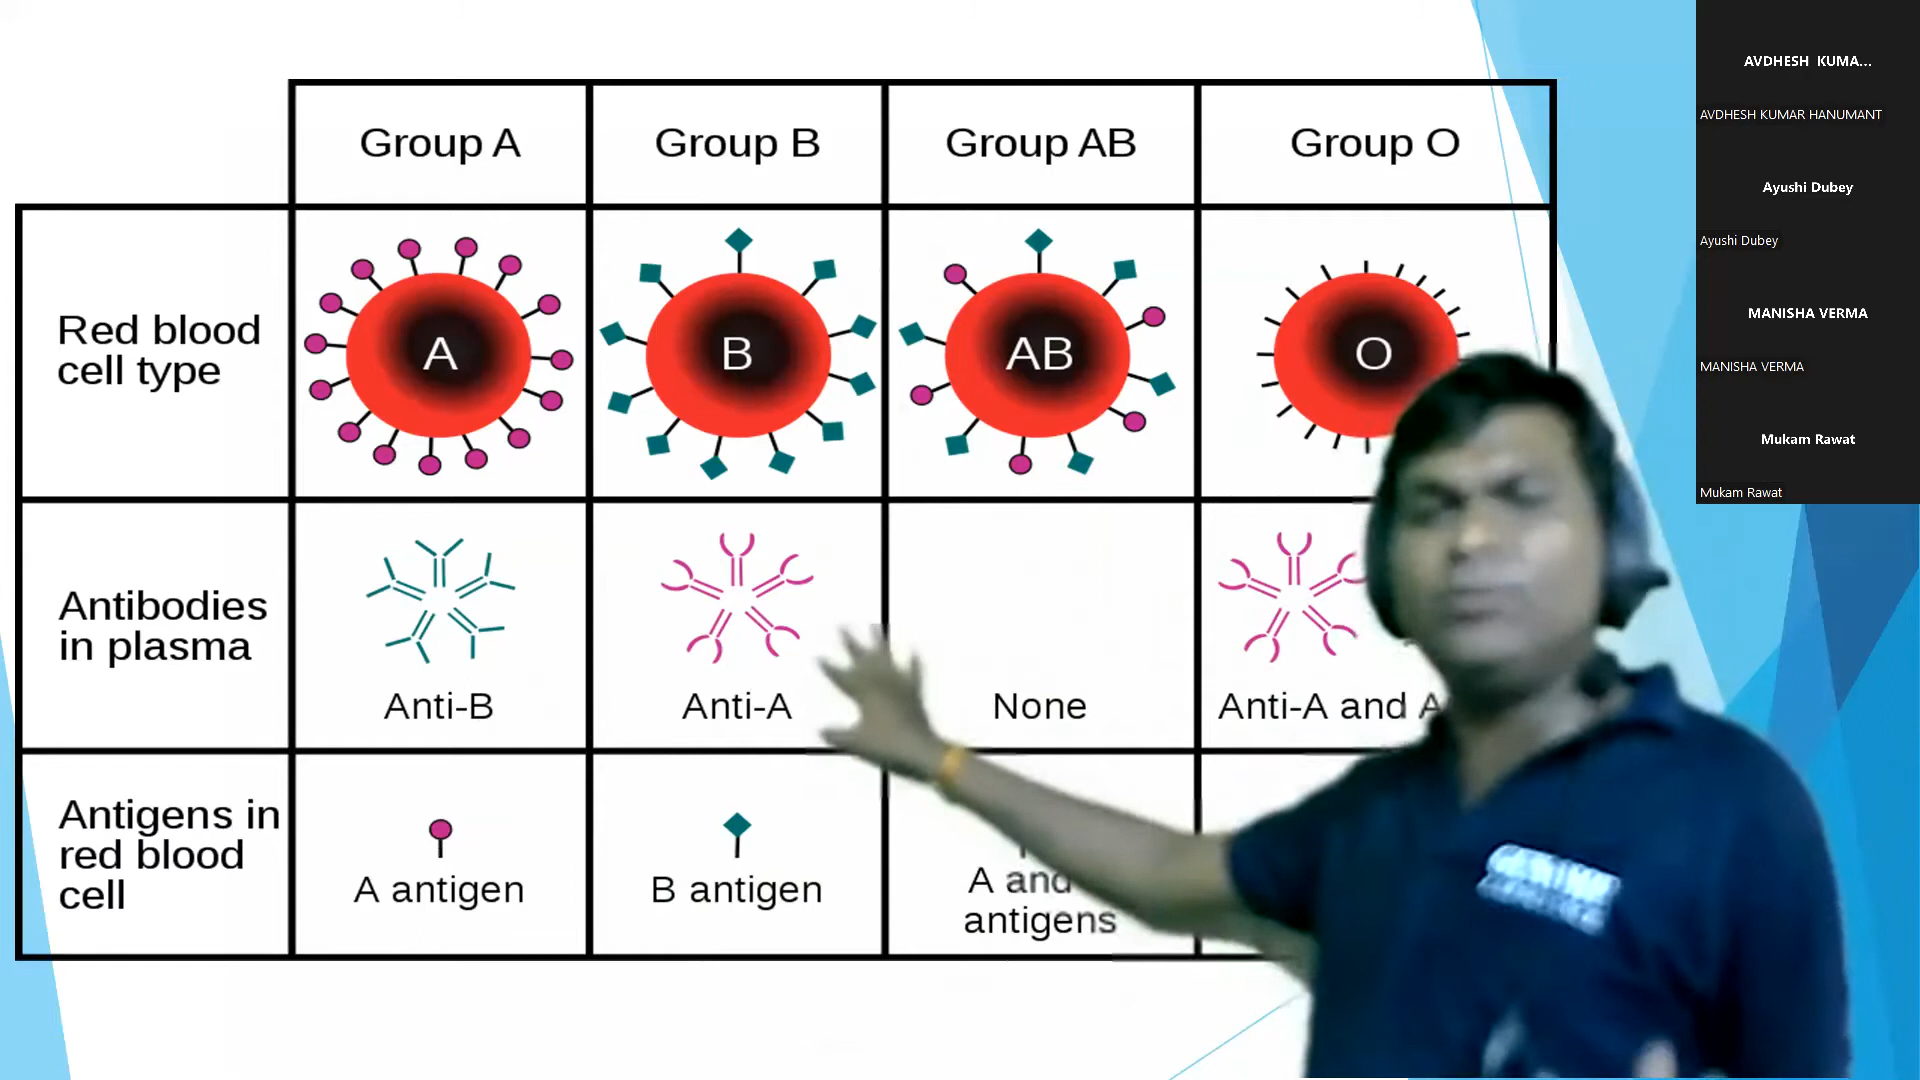 Group A
Group B
Group AB
Group O
Red blood
cell type
A
B
AB
O
Antibodies
in plasma
Anti-B
Anti-A
None
Anti-A and A
Antigens in
red blood
cell
A antigen
B antigen
A and
antigens
AVDHESH KUMA...
AVDHESH KUMAR HANUMANT
Ayushi Dubey
Ayushi Dubey
MANISHA VERMA
MANISHA VERMA
Mukam Rawat
Mukam Rawat